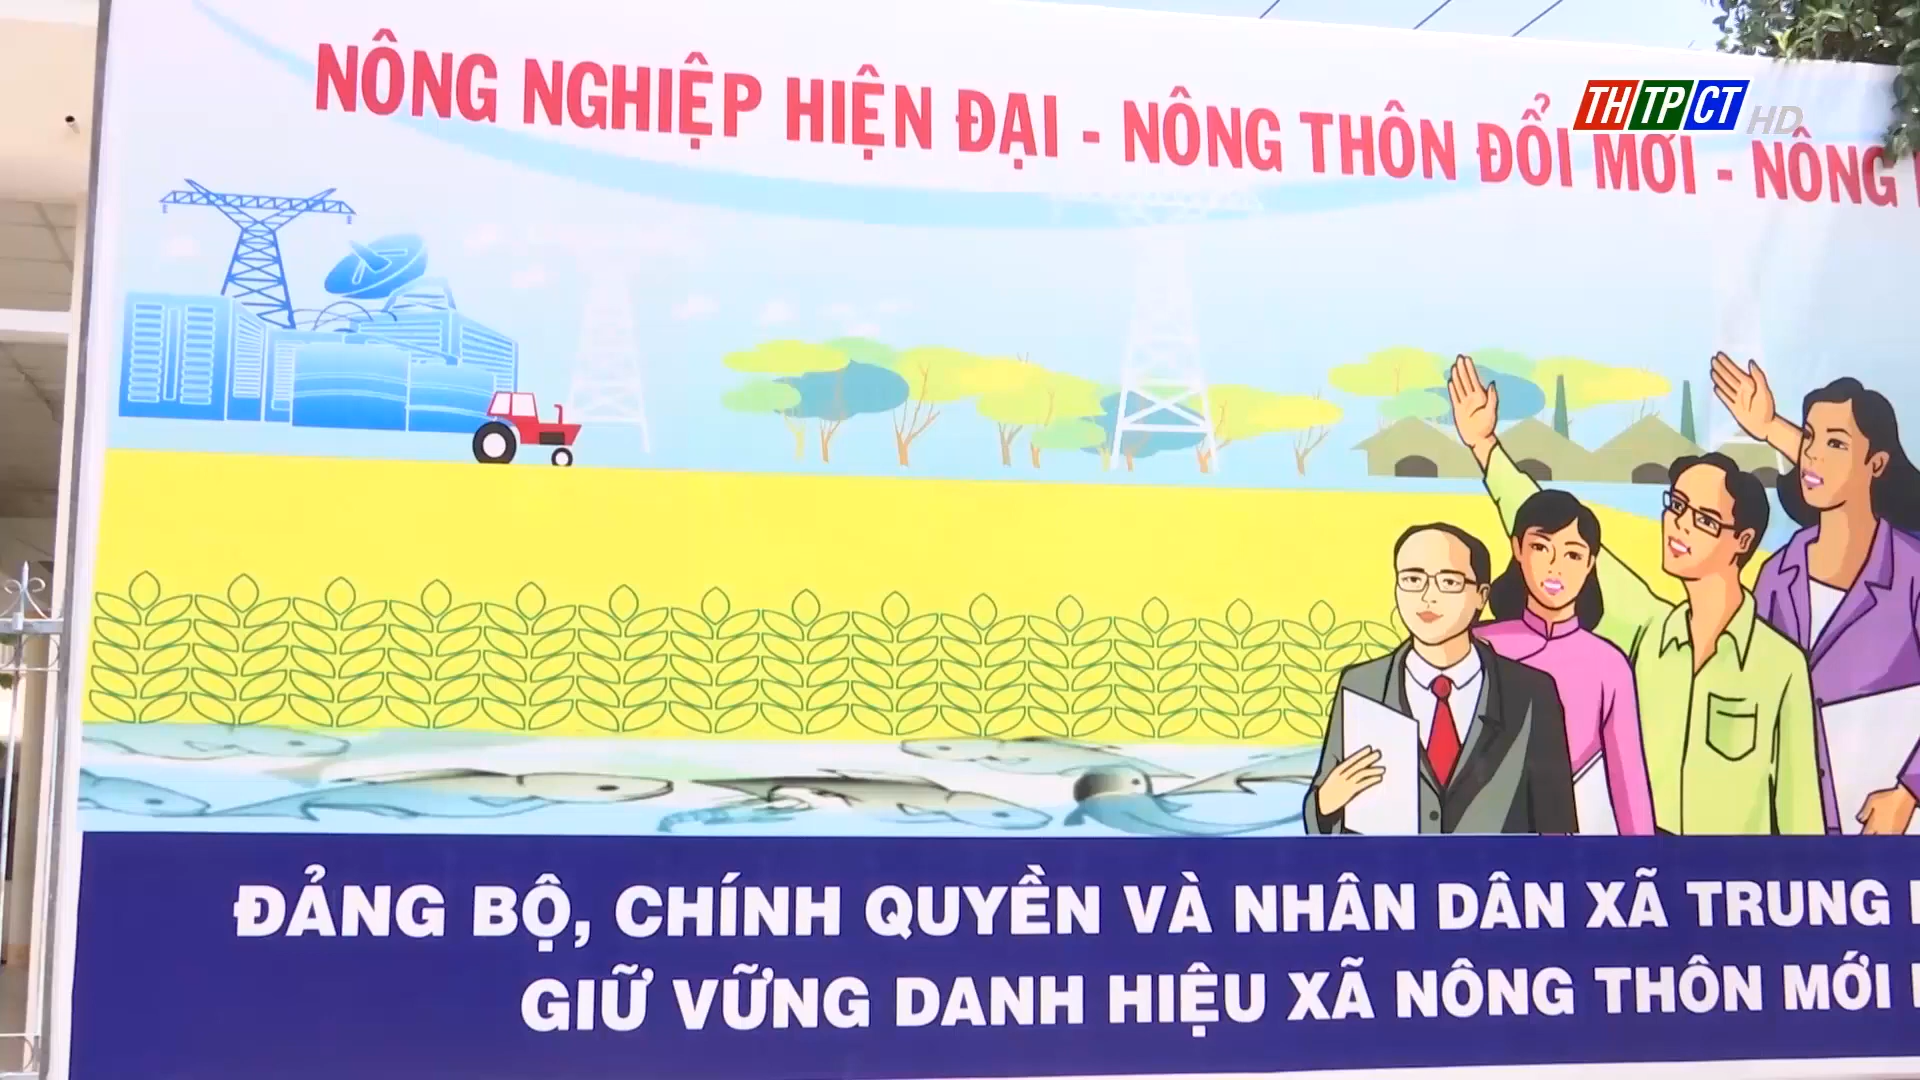 NÔNG NGHIỆP HIỆN ĐẠI - NÔNG THÔN ĐỔI MỚI - NÔNG
THTPCT HD
ĐẢNG BỘ, CHÍNH QUYỀN VÀ NHÂN DÂN XÃ TRUNG
GIỮ VỮNG DANH HIỆU XÃ NÔNG THÔN MỚI